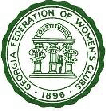 GEORGIA FEDERATION OF WOMEN'S CLUBS
1896